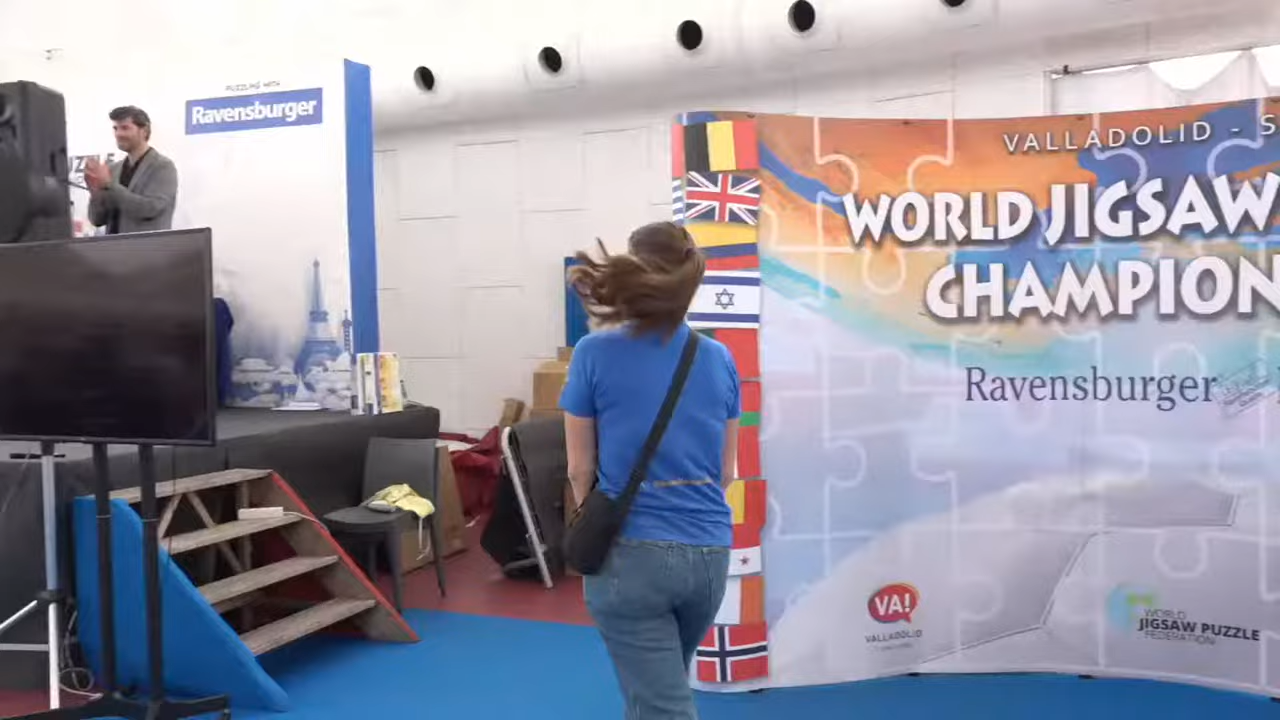 PUZZLING WITH
Ravensburger
VALLADOLID - S
WORLD JIGSAW
CHAMPION
Ravensburger
VA!
VALLADOLID
WORLD
JIGSAW PUZZLE
FEDERATION